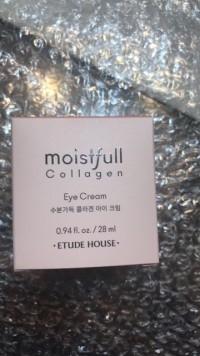 moistfull
Collagen
Eye Cream
수분가득 콜라겐 아이 크림
0.94 fl. oz. / 28 ml
• ETUDE HOUSE •